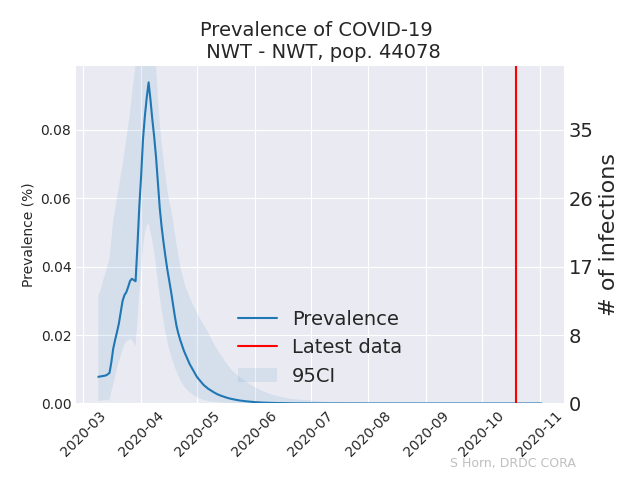 Prevalence of COVID-19
NWT - NWT, pop. 44078
Prevalence (%)
0.08
0.06
0.04
0.02
0.00
35
26
17
8
0
# of infections
Prevalence
Latest data
95CI
2020-03
2020-04
2020-05
2020-06
2020-07
2020-08
2020-09
2020-10
2020-11
S Horn, DRDC CORA